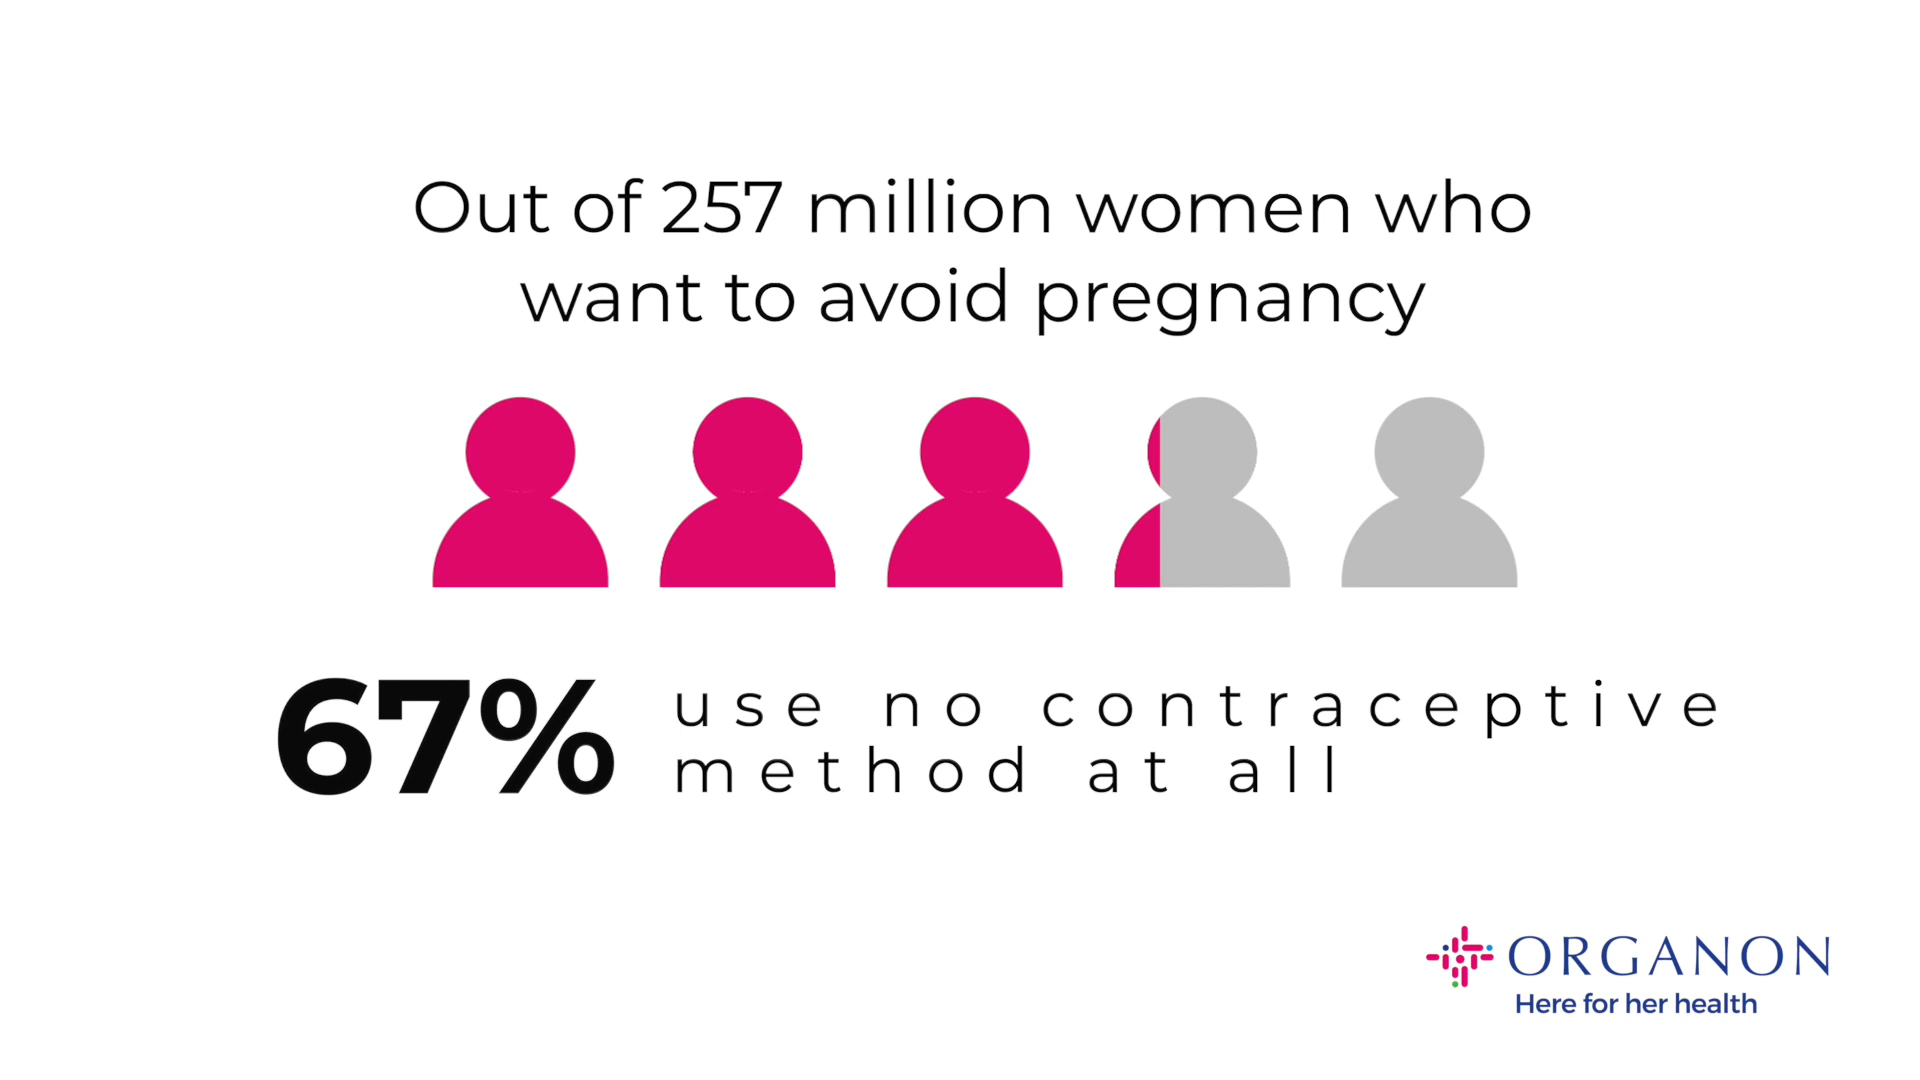 Out of 257 million women who
want to avoid pregnancy
67% use no contraceptive
method at all
ORGANON
Here for her health